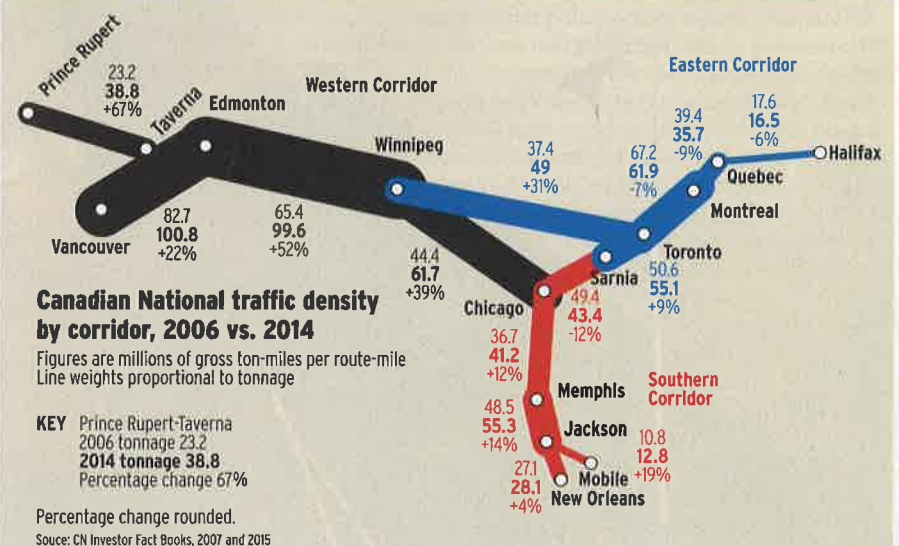 Prince Rupert
23.2
38.8
+67%
Taverna
Edmonton
Western Corridor
Eastern Corridor
Winnipeg
37.4
49
+31%
67.2
61.9
-7%
39.4
35.7
-9%
17.6
16.5
-6%
Halifax
Quebec
Montreal
Toronto
Sarnia
50.6
55.1
+9%
Vancouver
82.7
100.8
+22%
65.4
99.6
+52%
44.4
61.7
+39%
Chicago
49.4
43.4
-12%
Canadian National traffic density
by corridor, 2006 vs. 2014
Figures are millions of gross ton-miles per route-mile
Line weights proportional to tonnage
36.7
41.2
+12%
Memphis
Southern
Corridor
48.5
55.3
+14%
Jackson
10.8
12.8
+19%
Mobile
27.1
28.1
+4%
New Orleans
KEY Prince Rupert-Taverna
2006 tonnage 23.2
2014 tonnage 38.8
Percentage change 67%
Percentage change rounded.
Souce: CN Investor Fact Books, 2007 and 2015